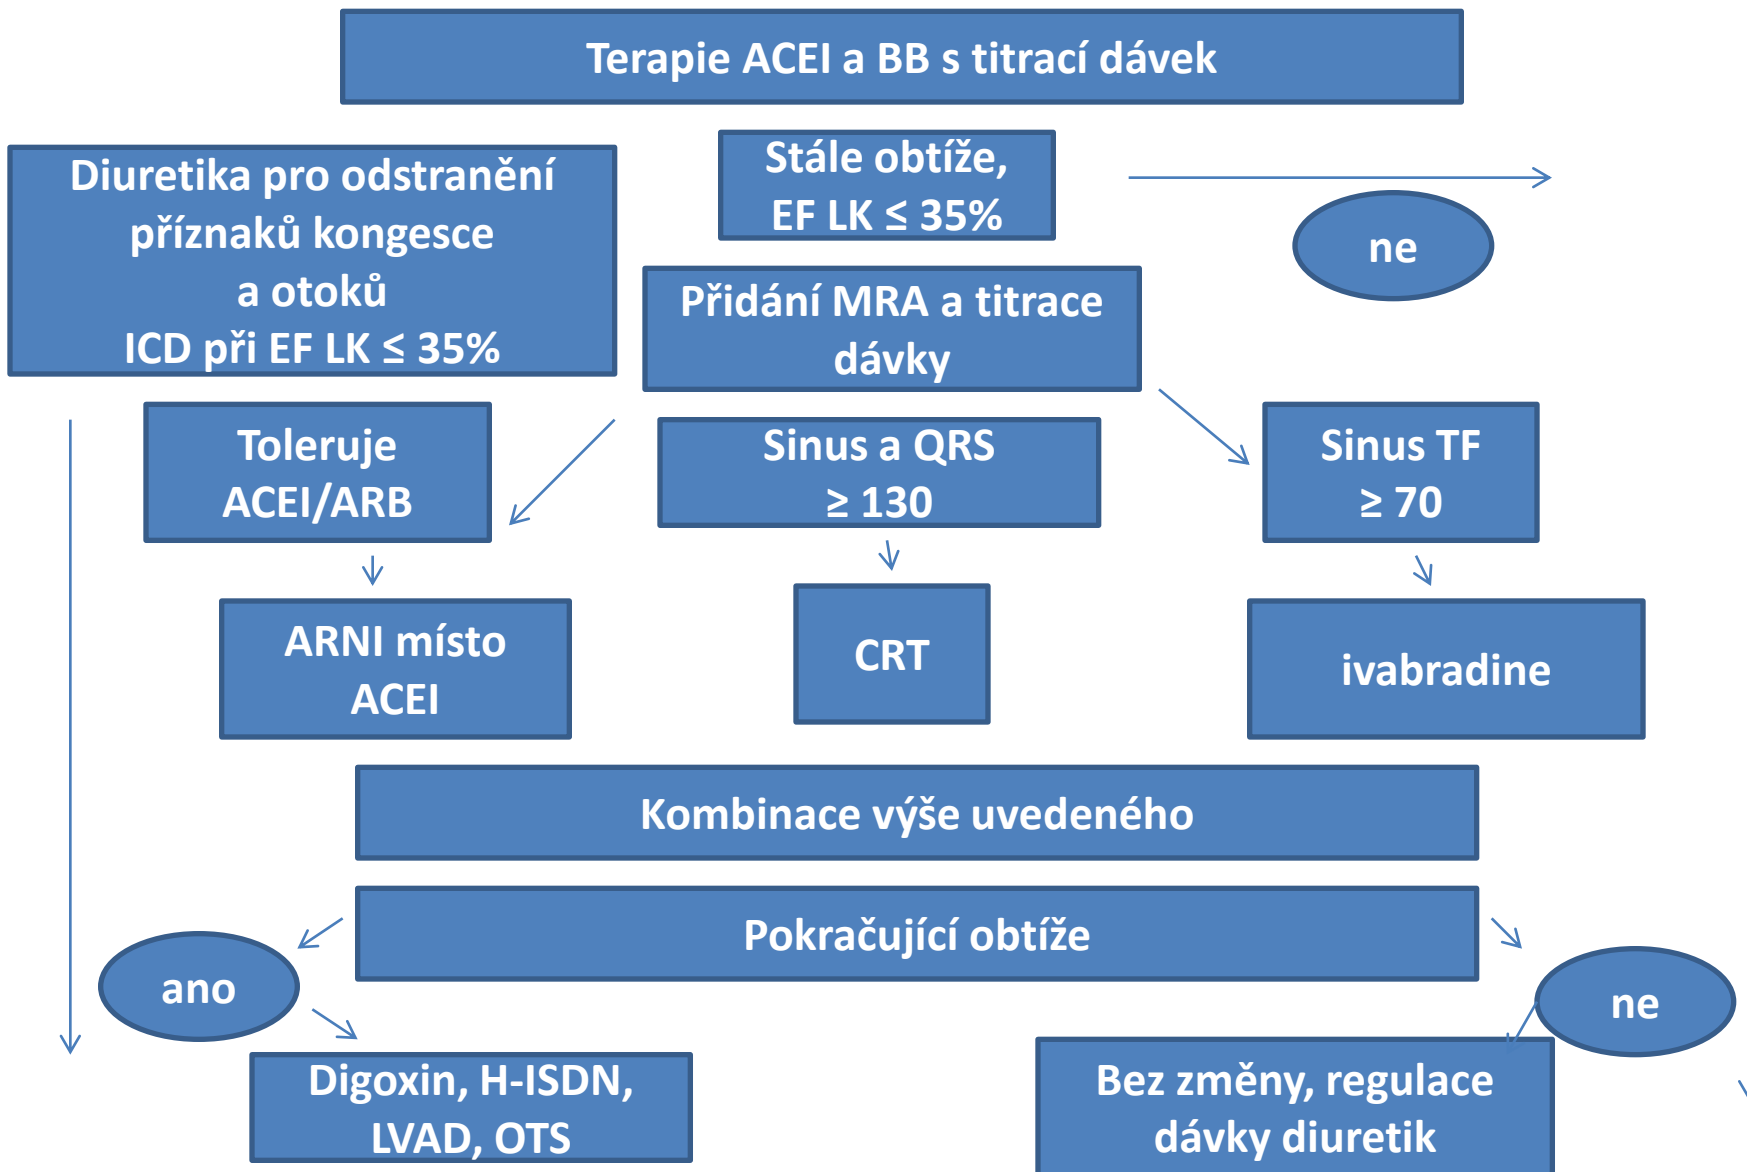 Terapie ACEI a BB s titrací dávek
Diuretika pro odstranění
příznaků kongesce
a otoků
ICD při EF LK ≤ 35%
Stále obtíže,
EF LK ≤ 35%
ne
Přidání MRA a titrace
dávky
Toleruje
ACEI/ARB
Sinus a QRS
≥ 130
Sinus TF
≥ 70
ARNI místo
ACEI
CRT
ivabradine
Kombinace výše uvedeného
Pokračující obtíže
ano
ne
Digoxin, H-ISDN,
LVAD, OTS
Bez změny, regulace
dávky diuretik